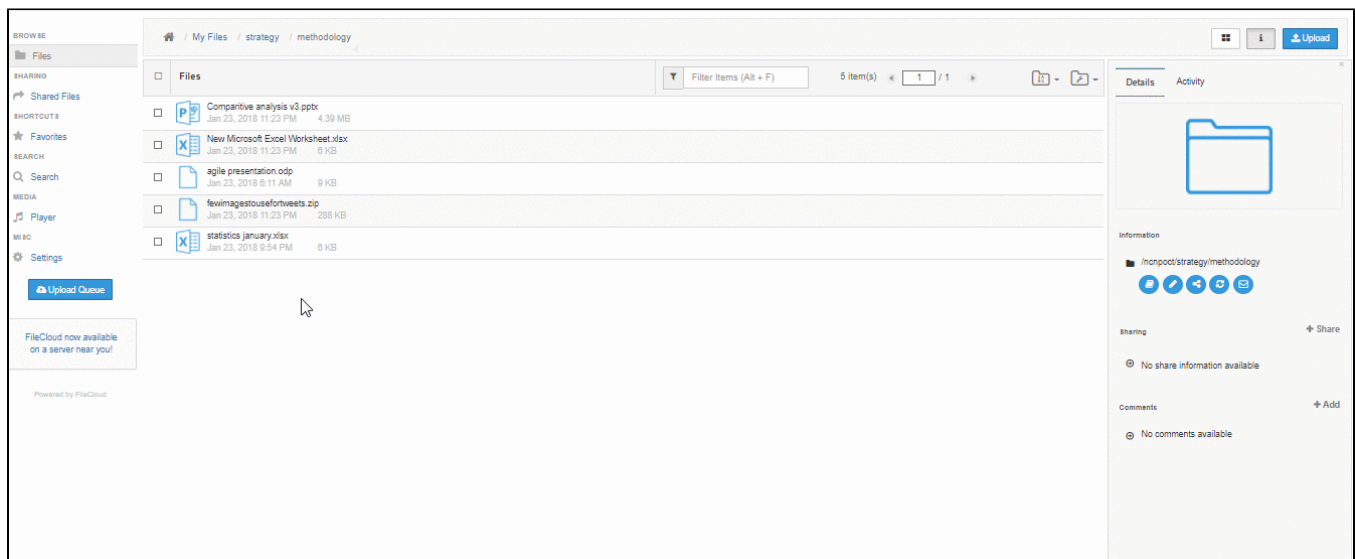 BROWSE
Files
SHARING
Shared Files
SHORTCUTS
Favorites
SEARCH
Search
MEDIA
Player
MISC
Settings
Upload Queue
FileCloud now available
on a server near you!
Powered by FileCloud
/ My Files / strategy / methodology
i Upload
Files
Filter Items (Alt + F)
5 item(s) 1 / 1
Comparitive analysis v3.pptx
Jan 23, 2018 11:23 PM 4.39 MB
New Microsoft Excel Worksheet.xlsx
Jan 23, 2018 11:23 PM 6 KB
agile presentation.odp
Jan 23, 2018 6:11 AM 9 KB
fewimagestousefortweets.zip
Jan 23, 2018 11:23 PM 288 KB
statistics january.xlsx
Jan 23, 2018 9:54 PM 6 KB
Details Activity
Information
/ncnpoct/strategy/methodology
Sharing + Share
No share information available
Comments + Add
No comments available